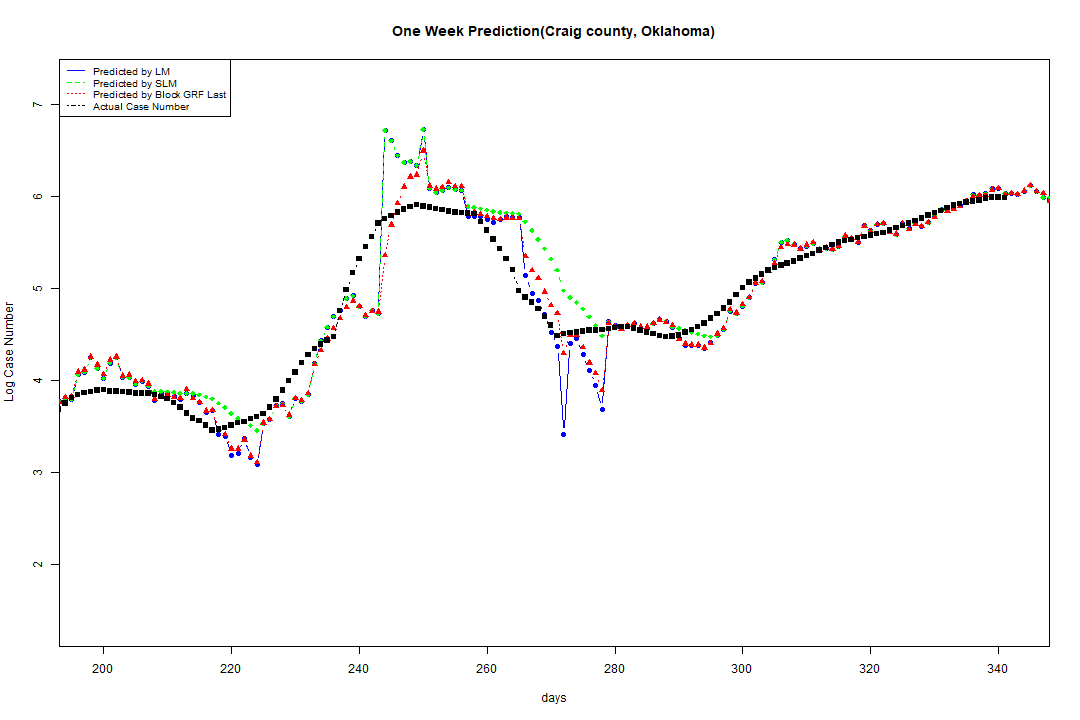 One Week Prediction(Craig county, Oklahoma)
Predicted by LM
Predicted by SLM
Predicted by Block GRF Last
Actual Case Number
7
6
5
4
3
2
Log Case Number
200 220 240 260 280 300 320 340
days